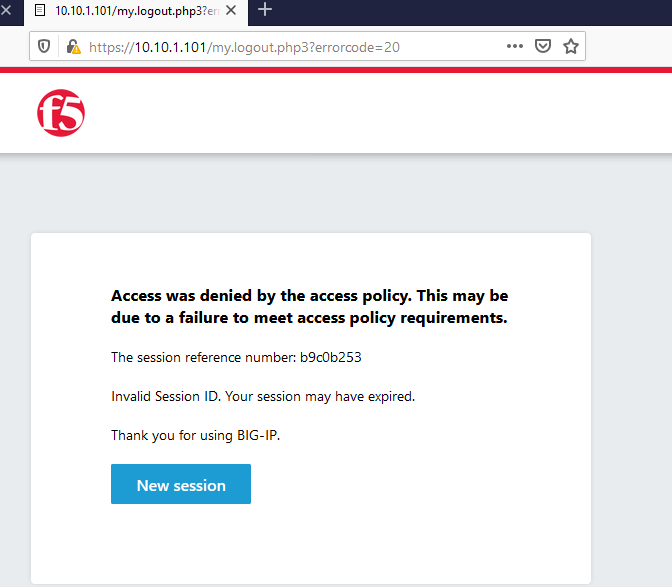 10.10.1.101/my.logout.php3?er
https://10.10.1.101/my.logout.php3?errorcode=20
f5
Access was denied by the access policy. This may be
due to a failure to meet access policy requirements.
The session reference number: b9c0b253
Invalid Session ID. Your session may have expired.
Thank you for using BIG-IP.
New session